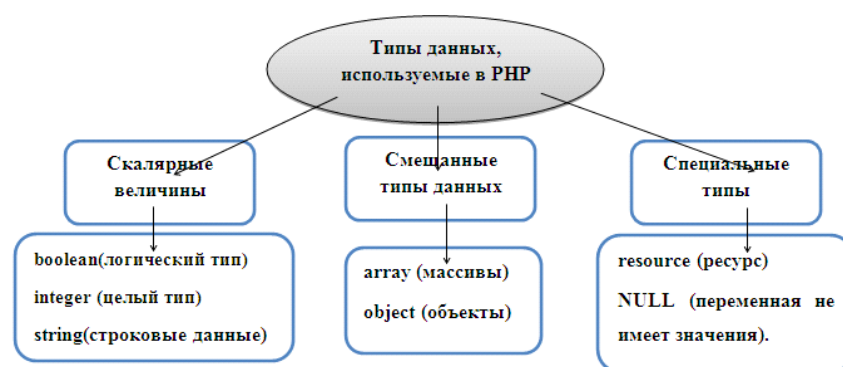 Типы данных,
используемые в PHP
Скалярные
величины
Смещанные
типы данных
Специальные
типы
boolean(логический тип)
integer (целый тип)
string(строковые данные)
array (массивы)
object (объекты)
resource (ресурс)
NULL (переменная не
имеет значения).